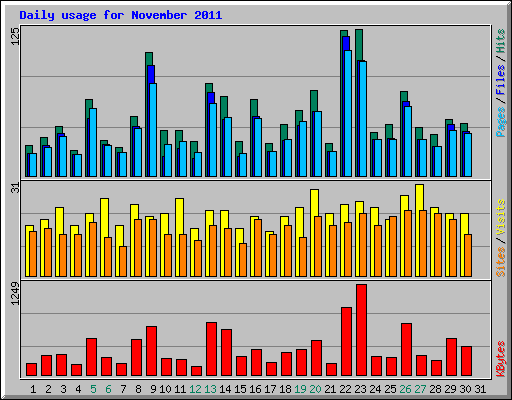 Daily usage for November 2011
125
Pages / Files / Hits
31
Sites / Visits
1249
KBytes
1 2 3 4 5 6 7 8 9 10 11 12 13 14 15 16 17 18 19 20 21 22 23 24 25 26 27 28 29 30 31